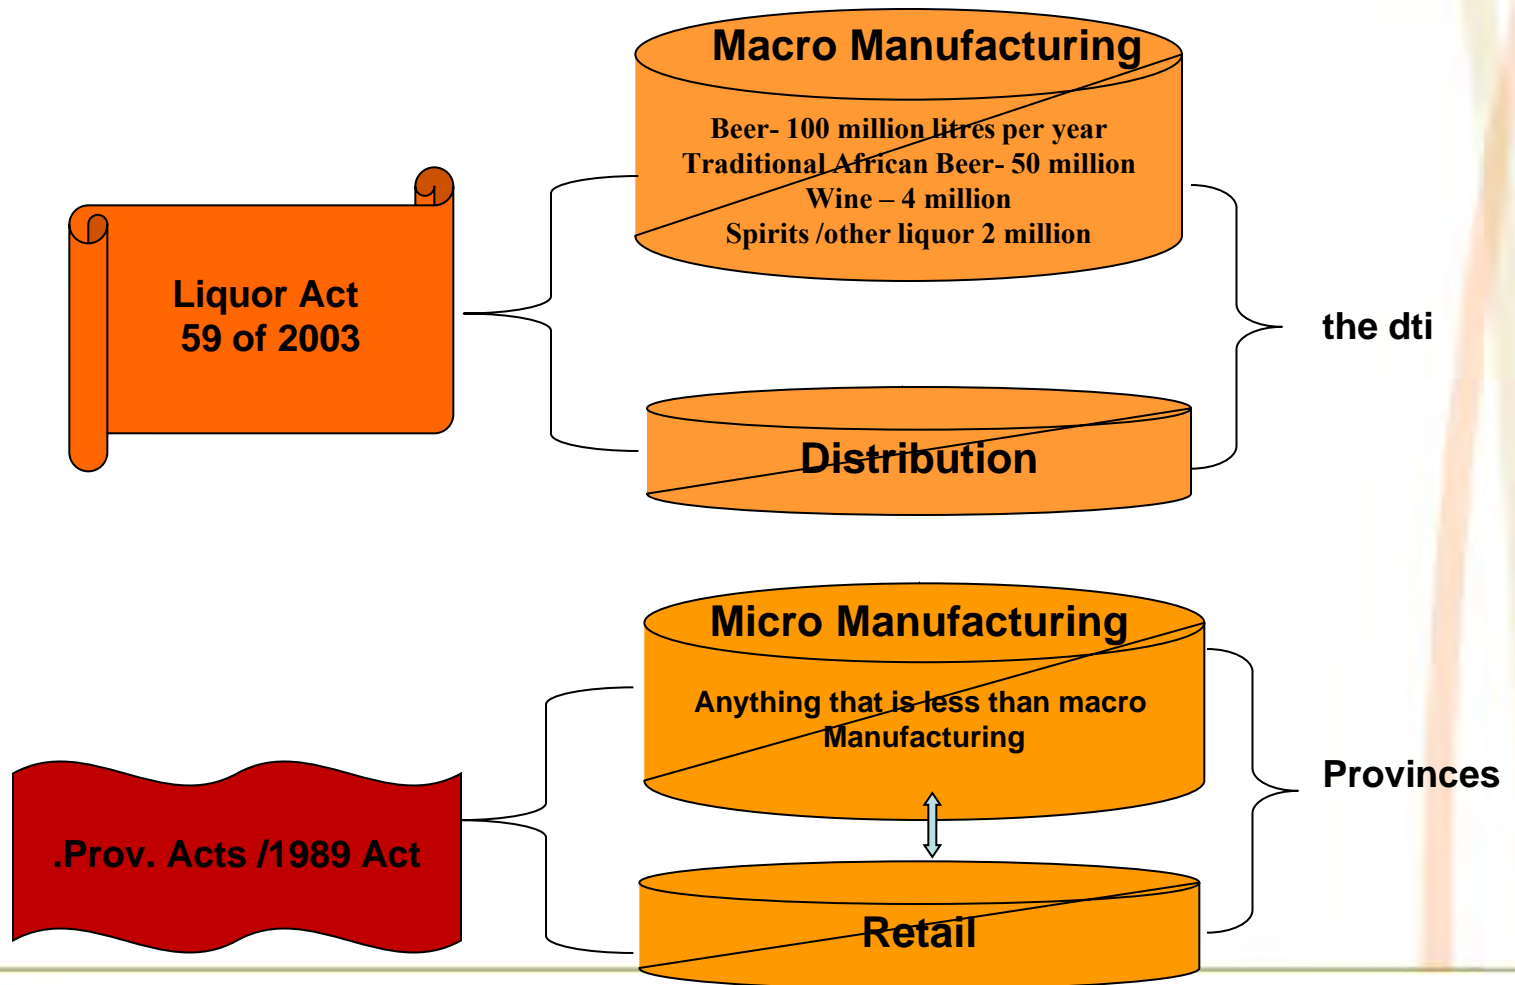 Macro Manufacturing
Beer- 100 million litres per year
Traditional African Beer- 50 million
Wine – 4 million
Spirits /other liquor 2 million
Liquor Act
59 of 2003
the dti
Distribution
Micro Manufacturing
Anything that is less than macro
Manufacturing
Provinces
.Prov. Acts /1989 Act
Retail